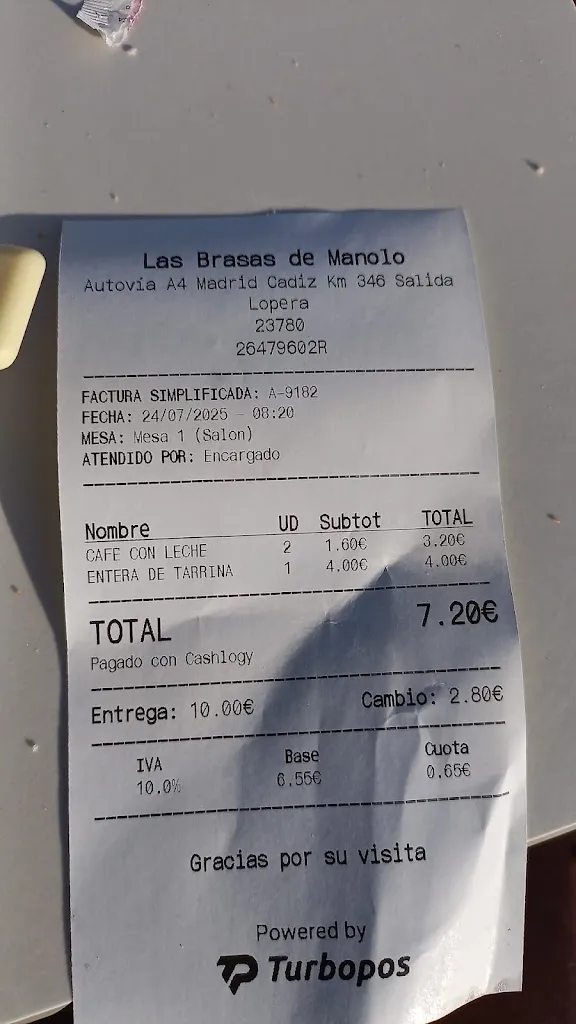 Las Brasas de Manolo
Autovía A4 Madrid Cadiz Km 346 Salida
Lopera
23780
26479602R
FACTURA SIMPLIFICADA: A-9182
FECHA: 24/07/2025 - 08:20
MESA: Mesa 1 (Salon)
ATENDIDO POR: Encargado
Nombre UD Subtot TOTAL
CAFE CON LECHE 2 1.60€ 3.20€
ENTERA DE TARRINA 1 4.00€ 4.00€
TOTAL 7.20€
Pagado con Cashlogy
Entrega: 10.00€ Cambio: 2.80€
IVA Base Cuota
10.0% 6.55€ 0.65€
Gracias por su visita
Powered by
TP Turbopos